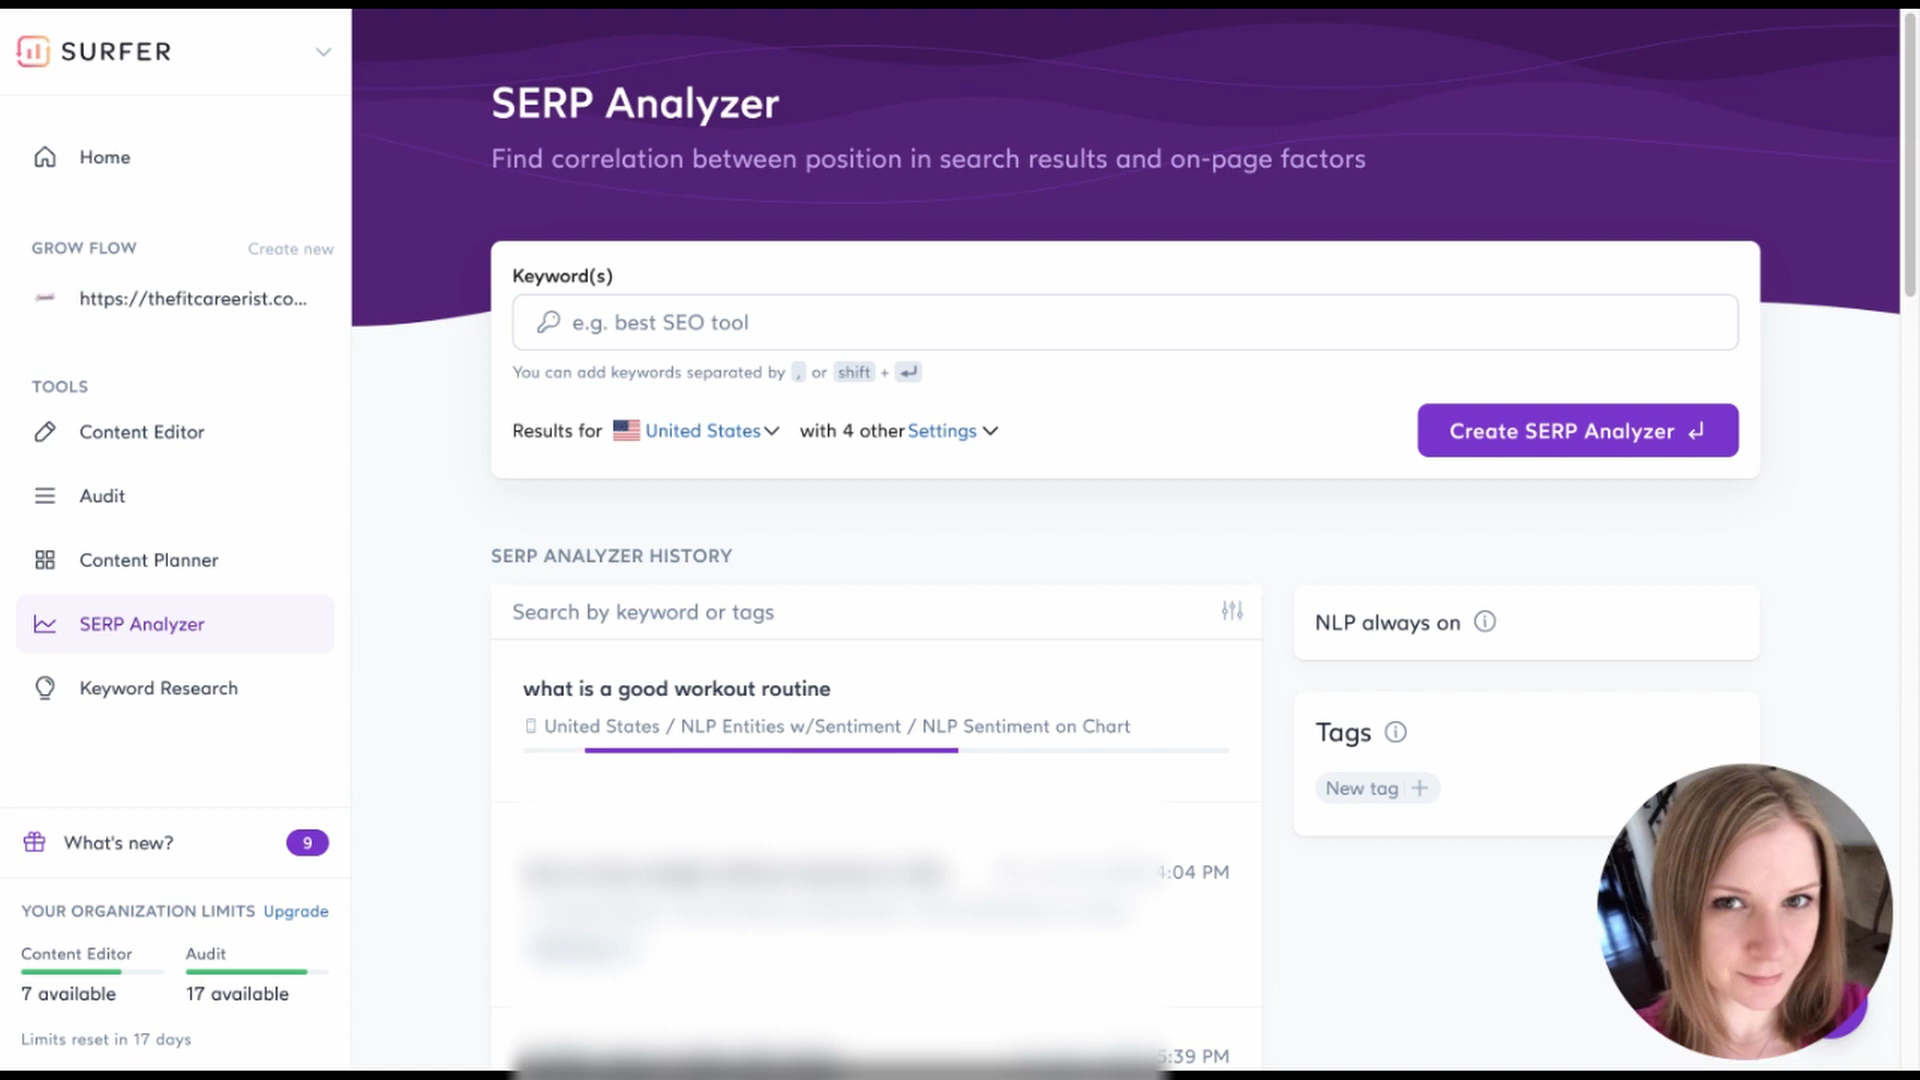 SURFER
Home
GROW FLOW Create new
https://thefitcareerist.co...
TOOLS
Content Editor
Audit
Content Planner
SERP Analyzer
Keyword Research
What's new? 9
YOUR ORGANIZATION LIMITS Upgrade
Content Editor Audit
7 available 17 available
Limits reset in 17 days
SERP Analyzer
Find correlation between position in search results and on-page factors
Keyword(s)
e.g. best SEO tool
You can add keywords separated by , or shift + ↵
Results for United States with 4 other Settings
Create SERP Analyzer ↵
SERP ANALYZER HISTORY
Search by keyword or tags
what is a good workout routine
United States / NLP Entities w/Sentiment / NLP Sentiment on Chart
4:04 PM
5:39 PM
NLP always on
Tags
New tag +